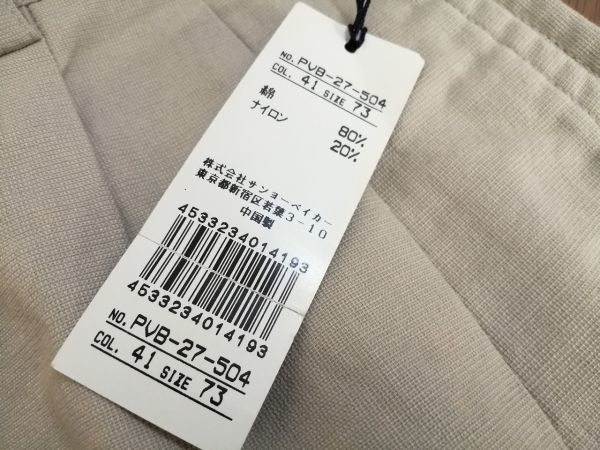 NO. PVB-27-504
COL. 41 SIZE 73
綿 80%
ナイロン 20%
株式会社サンヨーベイカー
東京都新宿区若葉3-10
中国製
4533234014193
4533234014193
NO. PVB-27-504
COL. 41 SIZE 73